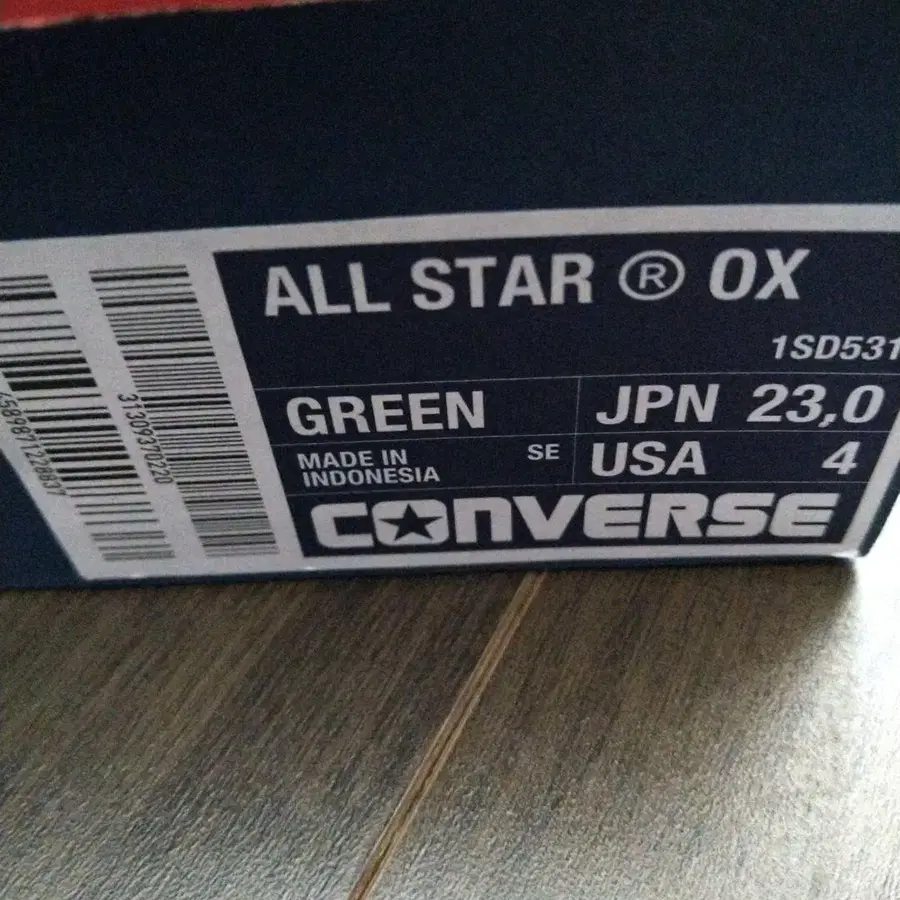 ALL STAR ® OX
1SD531
GREEN
JPN 23,0
MADE IN
INDONESIA
SE
USA 4
CONVERSE